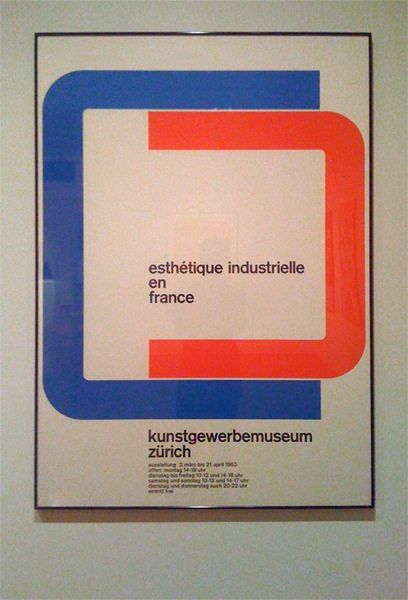 esthétique industrielle
en
france
kunstgewerbemuseum
zürich
ausstellung 2. märz bis 21. april 1963
offen: montag 14-18 uhr
dienstag bis freitag 10-12 und 14-18 uhr
samstag und sonntag 10-12 und 14-17 uhr
dienstag und donnerstag auch 20-22 uhr
eintritt frei